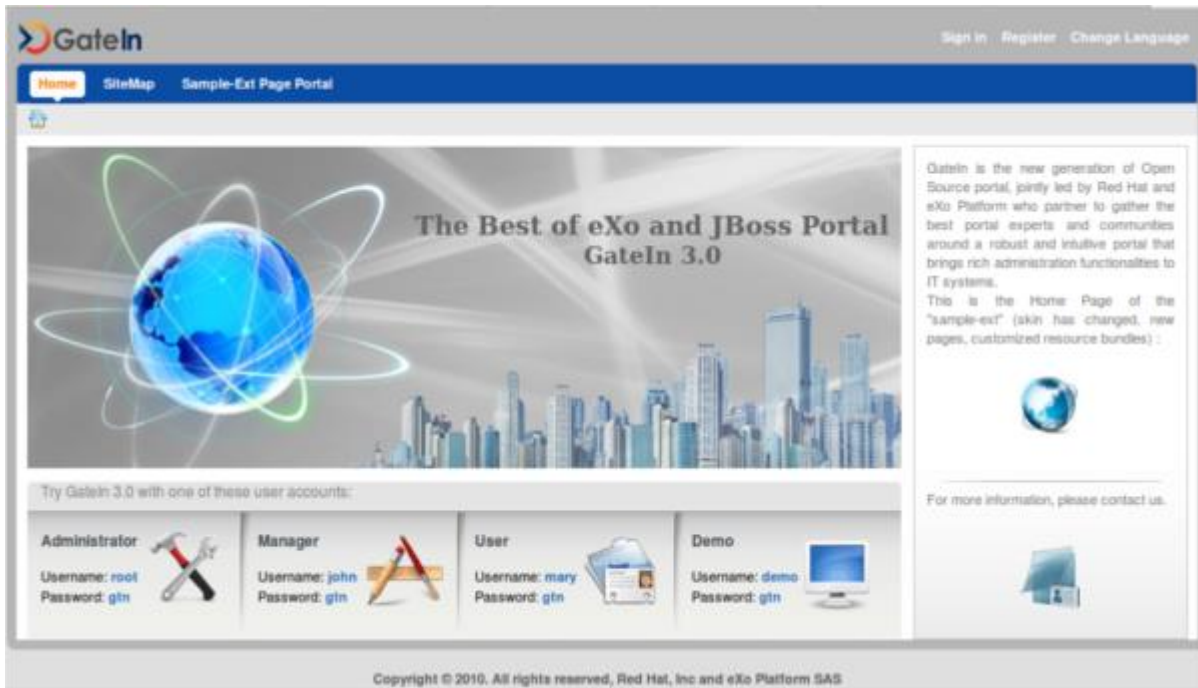 GateIn
Sign in Register Change Language
Home SiteMap Sample-Ext Page Portal
The Best of eXo and JBoss Portal
GateIn 3.0
GateIn is the new generation of Open
Source portal, jointly led by Red Hat and
eXo Platform who partner to gather the
best portal experts and communities
around a robust and intuitive portal that
brings rich administration functionalities to
IT systems.
This is the Home Page of the
"sample-ext" (skin has changed, new
pages, customized resource bundles) :
For more information, please contact us.
Try GateIn 3.0 with one of these user accounts:
Administrator
Username: root
Password: gtn
Manager
Username: john
Password: gtn
User
Username: mary
Password: gtn
Demo
Username: demo
Password: gtn
Copyright © 2010. All rights reserved, Red Hat, Inc and eXo Platform SAS